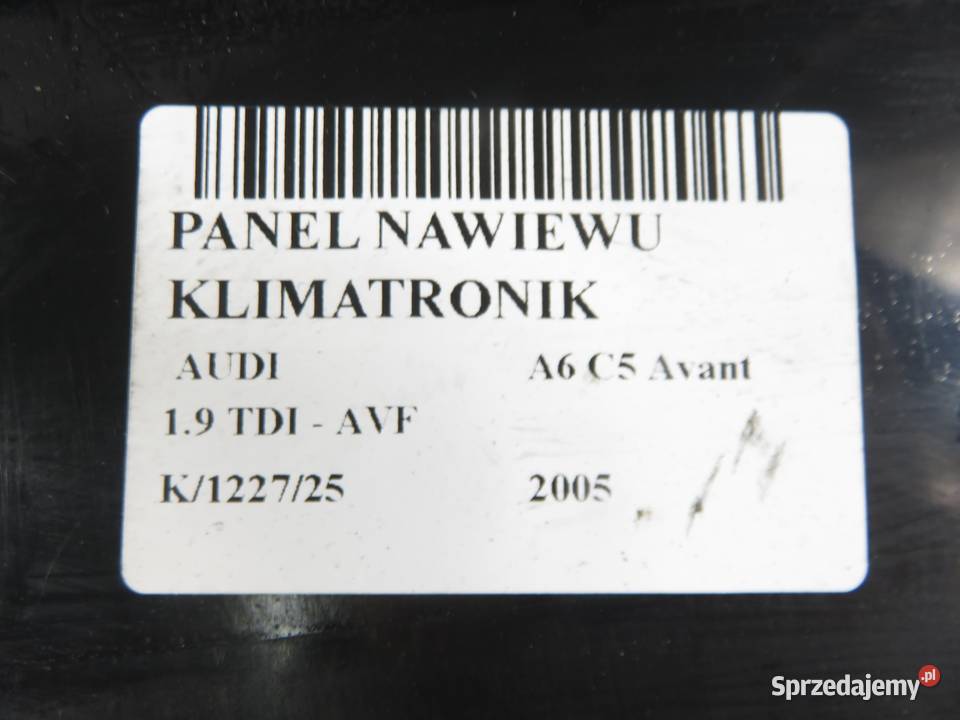 PANEL NAWIEWU
KLIMATRONIK
AUDI A6 C5 Avant
1.9 TDI - AVF
K/1227/25 2005
Sprzedajemy.pl